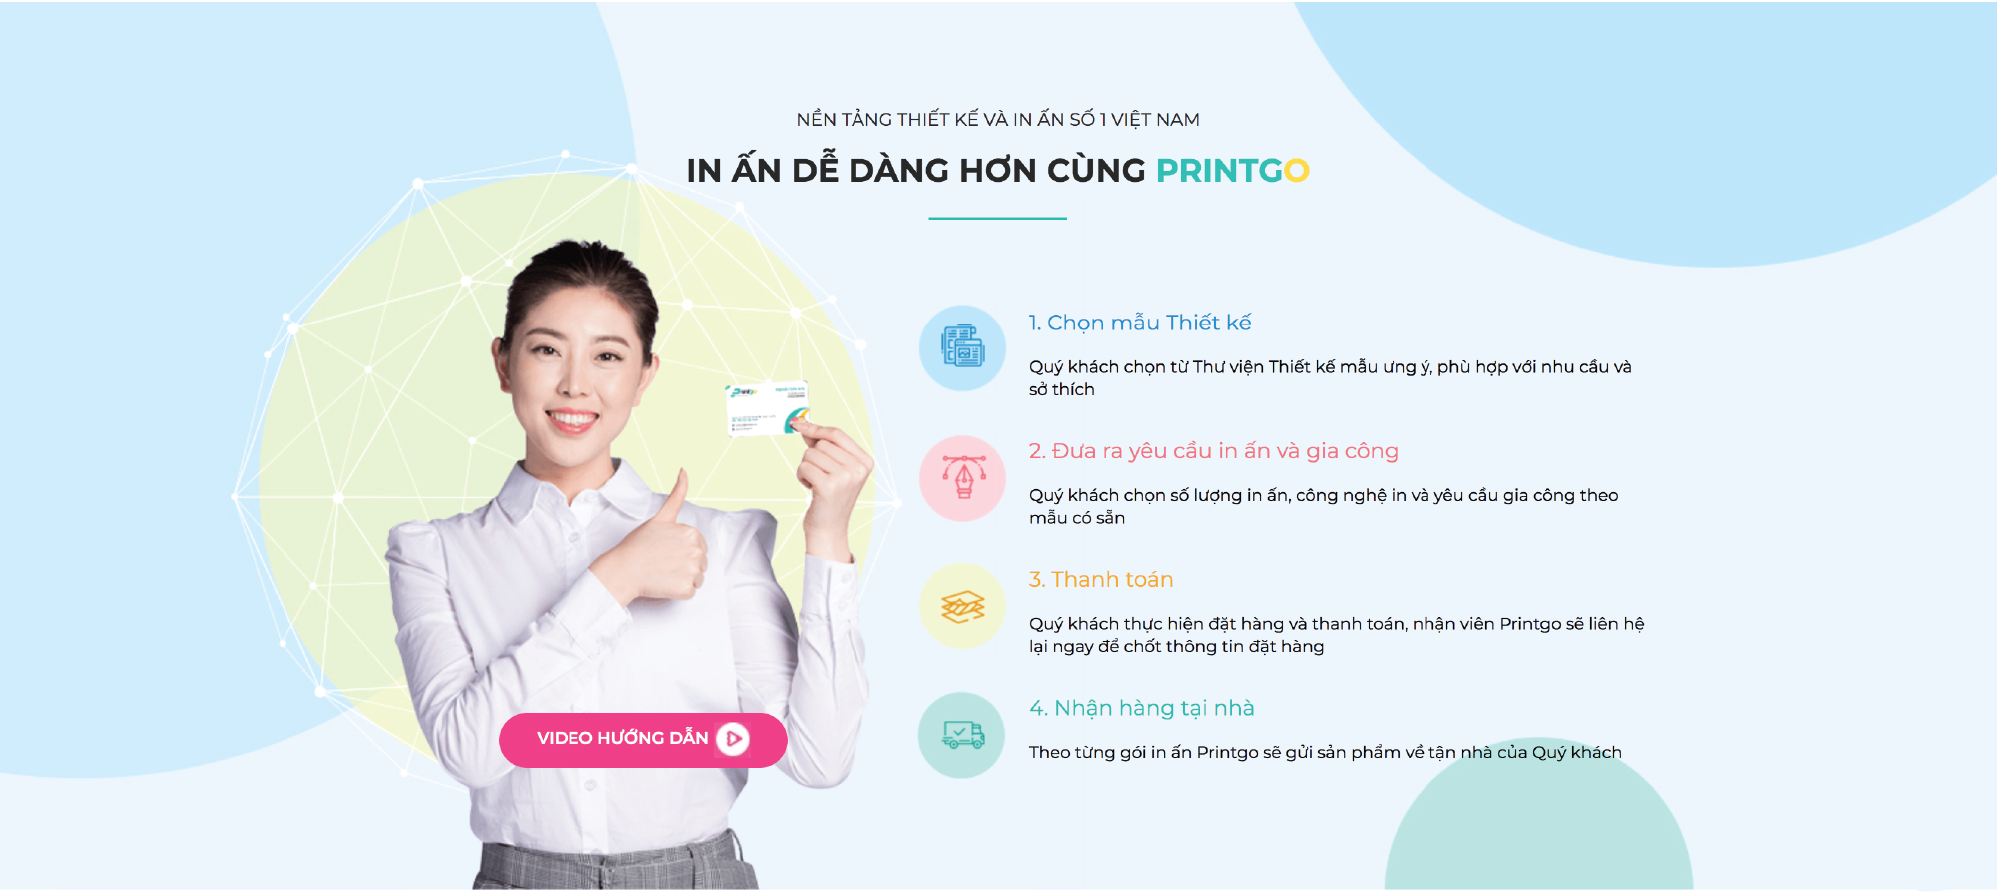 NỀN TẢNG THIẾT KẾ VÀ IN ẤN SỐ 1 VIỆT NAM
IN ẤN DỄ DÀNG HƠN CÙNG PRINTGO
1. Chọn mẫu Thiết kế
Quý khách chọn từ Thư viện Thiết kế mẫu ưng ý, phù hợp với nhu cầu và
sở thích
2. Đưa ra yêu cầu in ấn và gia công
Quý khách chọn số lượng in ấn, công nghệ in và yêu cầu gia công theo
mẫu có sẵn
3. Thanh toán
Quý khách thực hiện đặt hàng và thanh toán, nhận viên Printgo sẽ liên hệ
lại ngay để chốt thông tin đặt hàng
4. Nhận hàng tại nhà
Theo từng gói in ấn Printgo sẽ gửi sản phẩm về tận nhà của Quý khách
VIDEO HƯỚNG DẪN